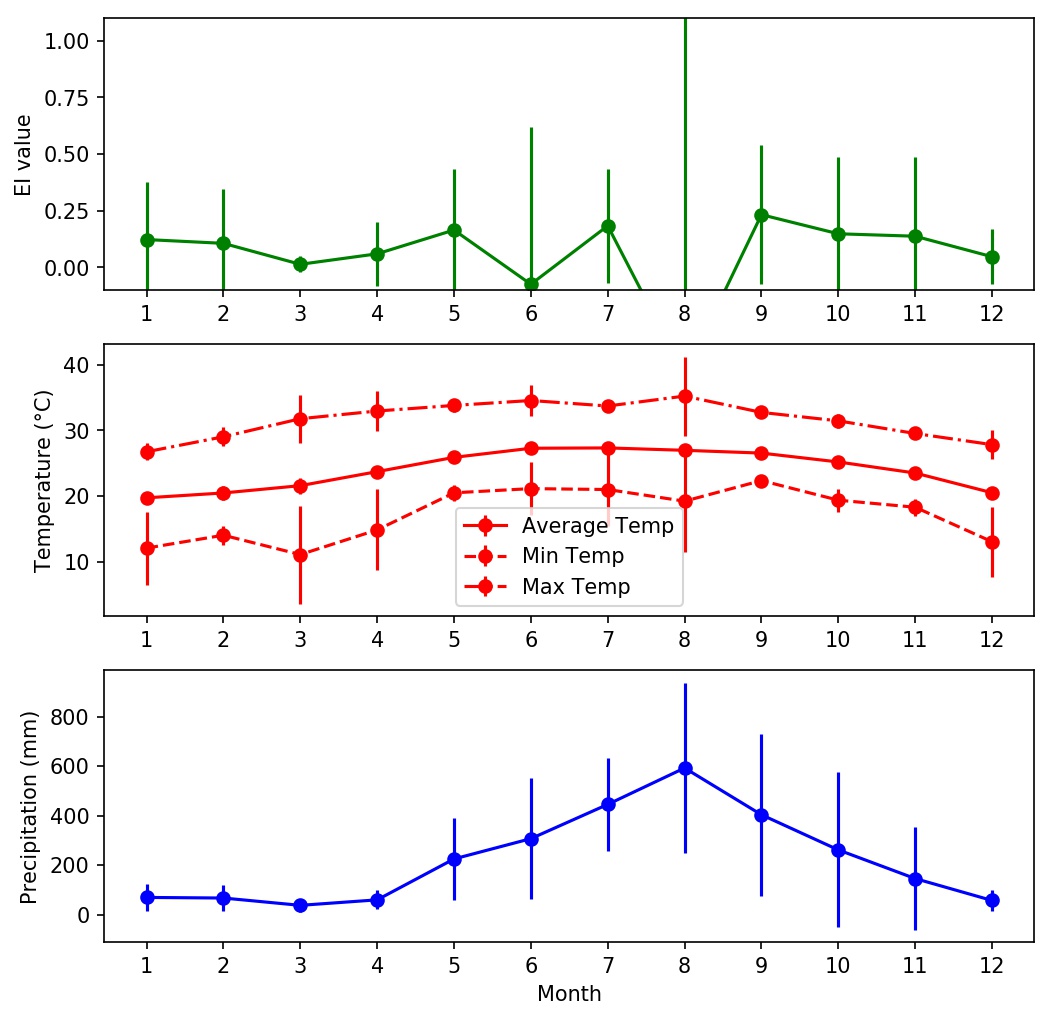 EI value
1.00
0.75
0.50
0.25
0.00
1 2 3 4 5 6 7 8 9 10 11 12
Temperature (°C)
40
30
20
10
Average Temp
Min Temp
Max Temp
1 2 3 4 5 6 7 8 9 10 11 12
Precipitation (mm)
800
600
400
200
0
1 2 3 4 5 6 7 8 9 10 11 12
Month